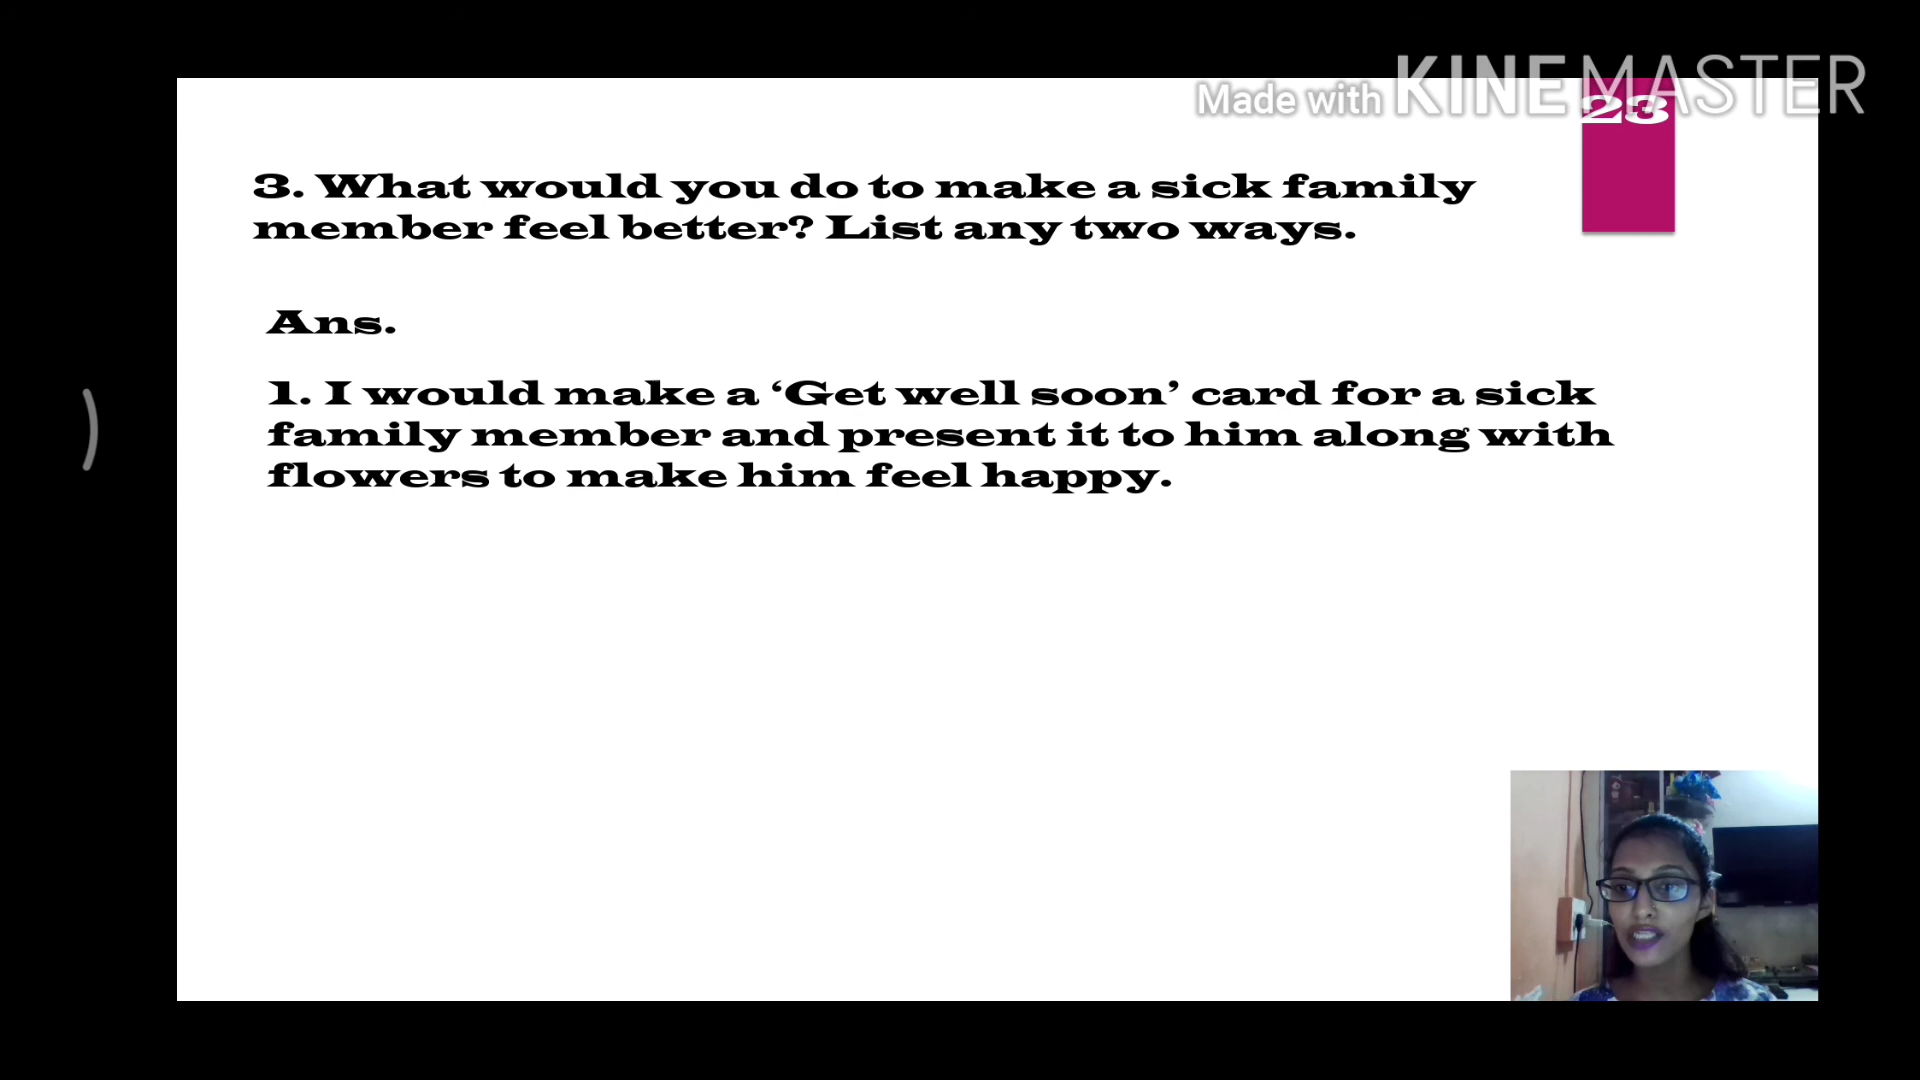 Made with KINEMASTER
23
3. What would you do to make a sick family
member feel better? List any two ways.
Ans.
1. I would make a ‘Get well soon’ card for a sick
family member and present it to him along with
flowers to make him feel happy.